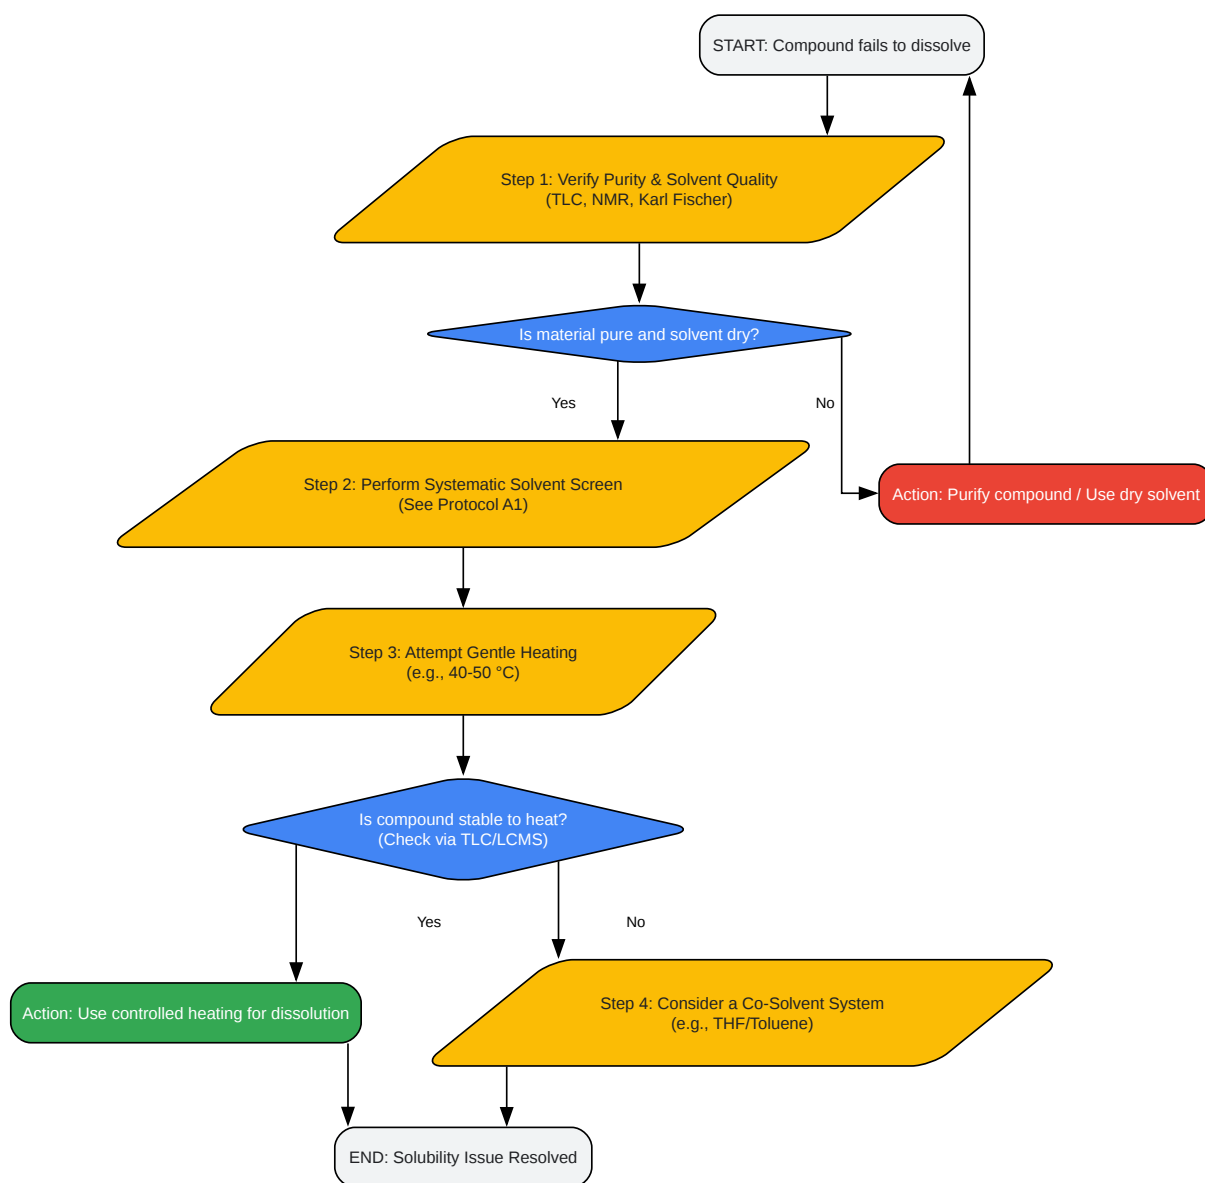 START: Compound fails to dissolve
Step 1: Verify Purity & Solvent Quality
(TLC, NMR, Karl Fischer)
Is material pure and solvent dry?
Yes
No
Step 2: Perform Systematic Solvent Screen
(See Protocol A1)
Action: Purify compound / Use dry solvent
Step 3: Attempt Gentle Heating
(e.g., 40-50 °C)
Is compound stable to heat?
(Check via TLC/LCMS)
Yes
No
Action: Use controlled heating for dissolution
Step 4: Consider a Co-Solvent System
(e.g., THF/Toluene)
END: Solubility Issue Resolved